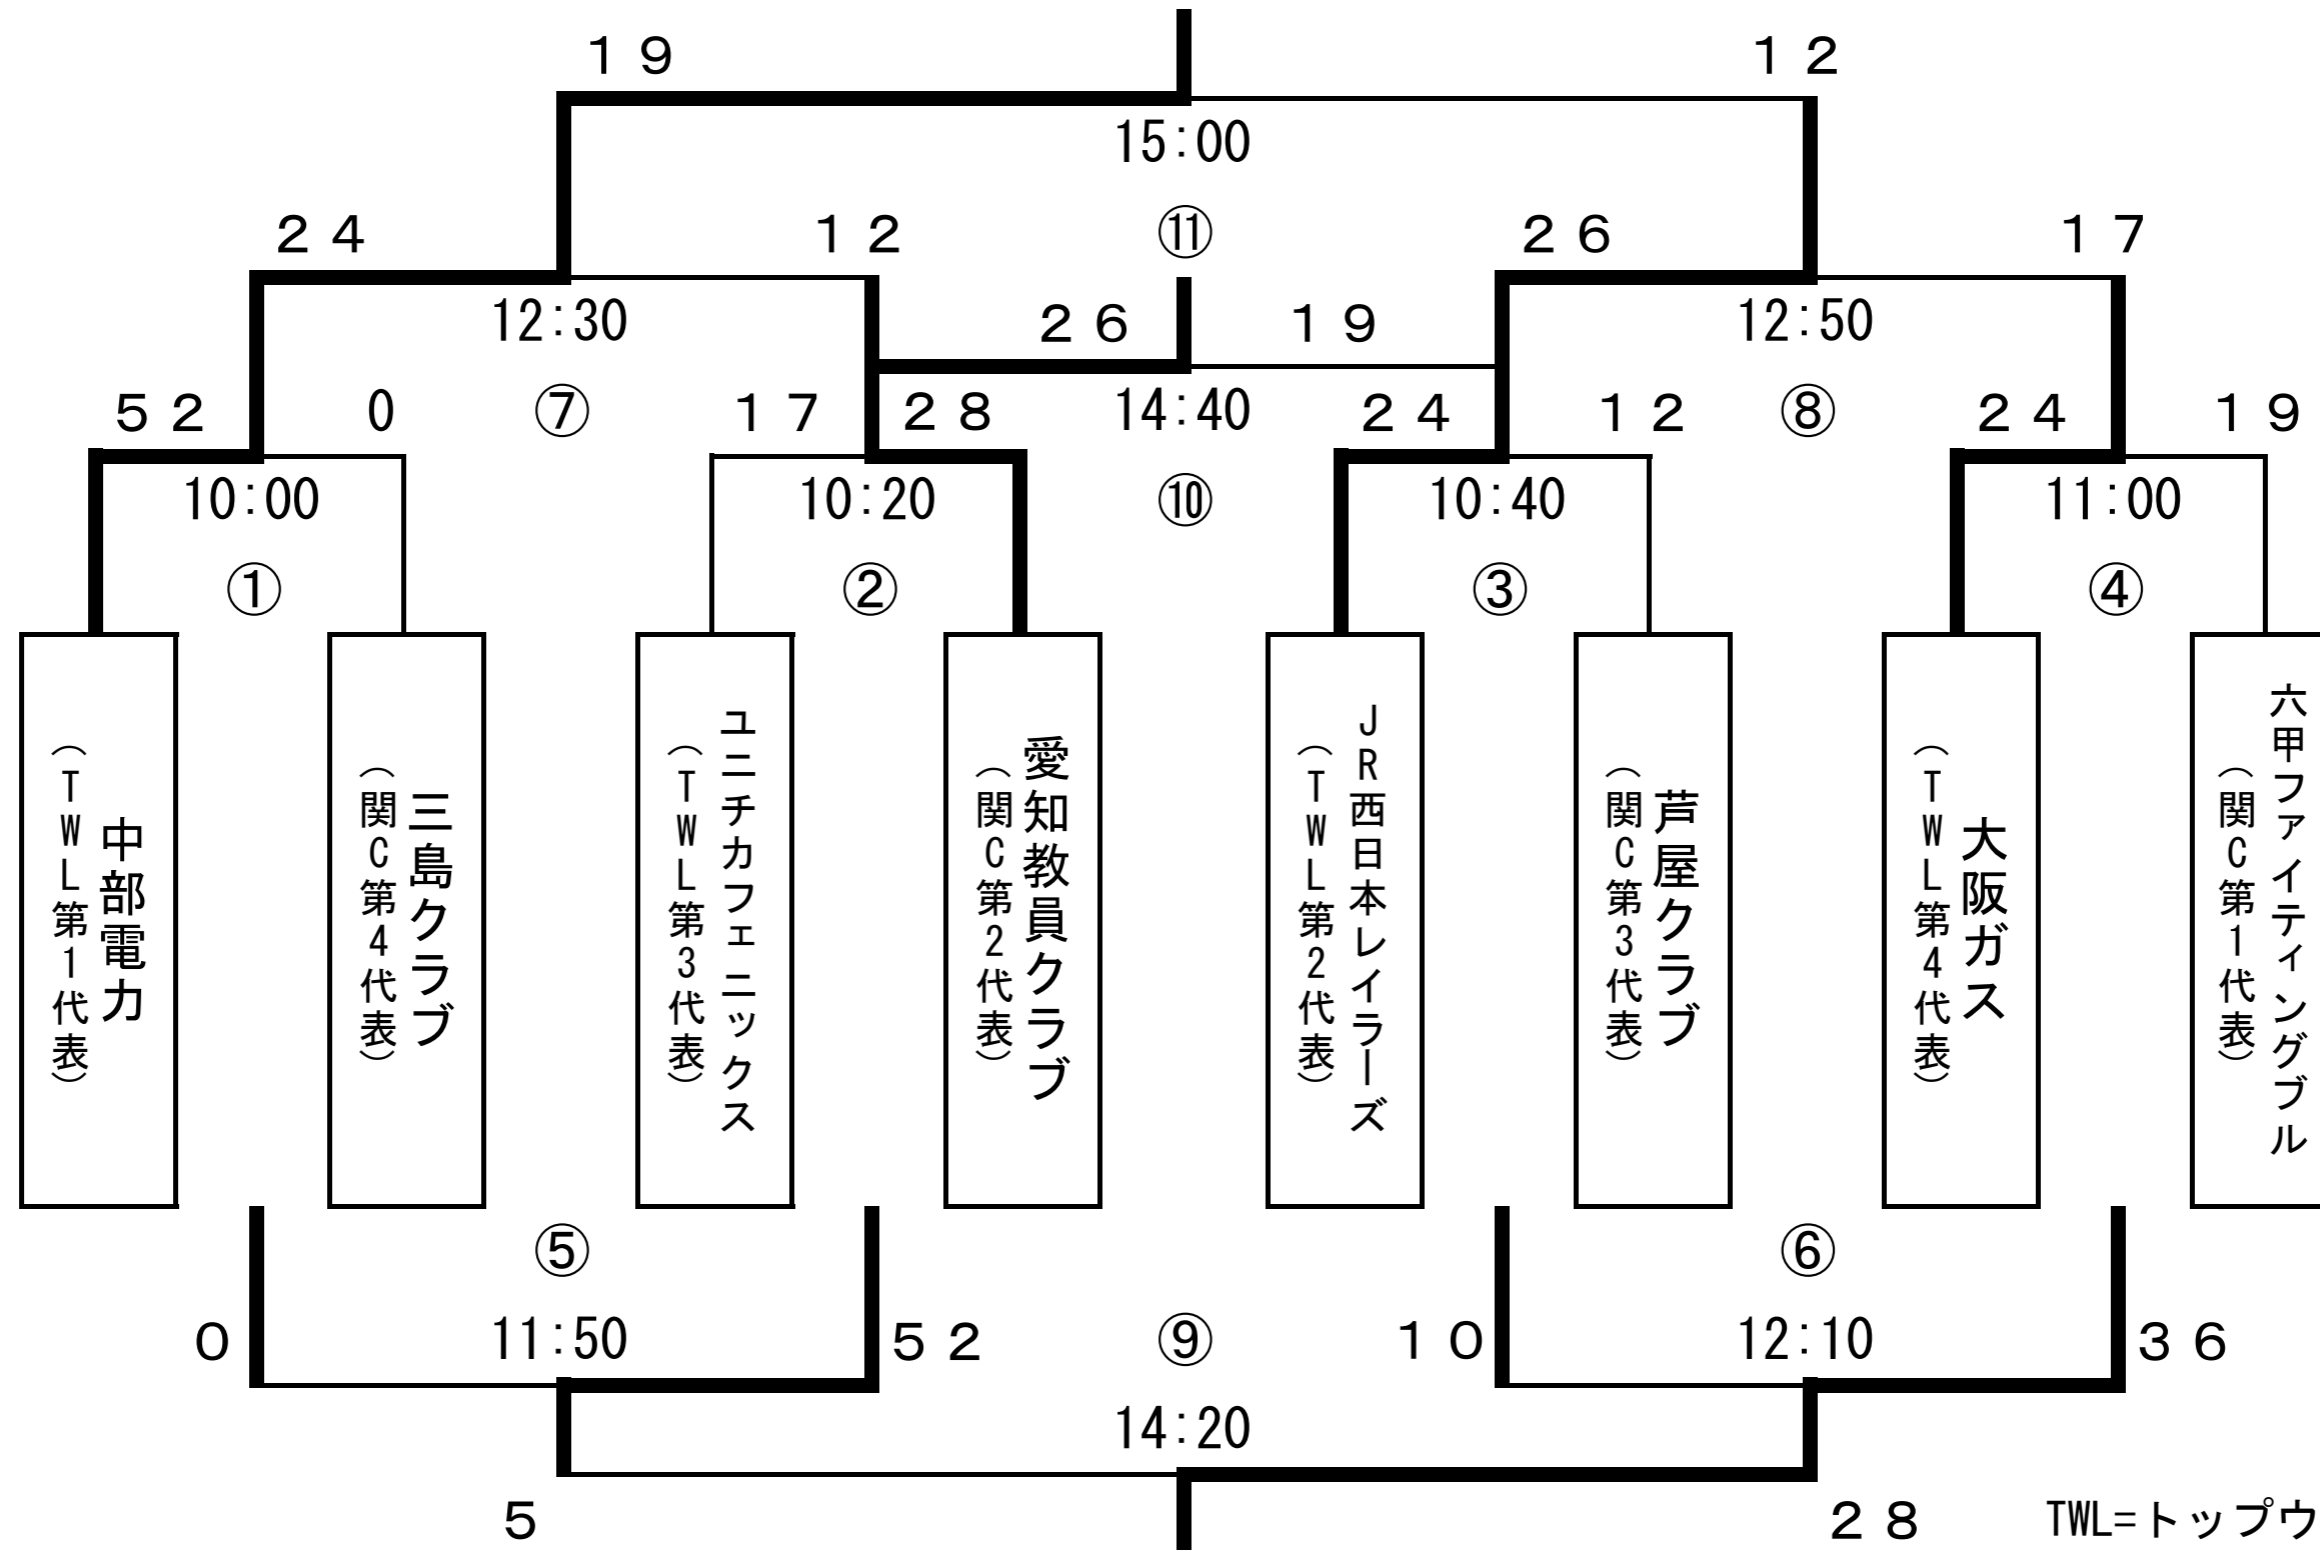 １９ １２
15:00
２４ １２ ⑪ ２６ １７
12:30 ２６ １９ 12:50
５２ 0 ⑦ １７ ２８ 14:40 ２４ １２ ⑧ ２４ １９
10:00 10:20 ⑩ 10:40 11:00
① ② ③ ④
中部電力
（TWL第1代表）
三島クラブ
（関C第4代表）
ユニチカフェニックス
（TWL第3代表）
愛知教員クラブ
（関C第2代表）
JR西日本レイラーズ
（TWL第2代表）
芦屋クラブ
（関C第3代表）
大阪ガス
（TWL第4代表）
六甲ファイティングブル
（関C第1代表）
⑤ ⑥
０ 11:50 ５２ ⑨ １０ 12:10 ３６
14:20
５ ２８ TWL=トップウ